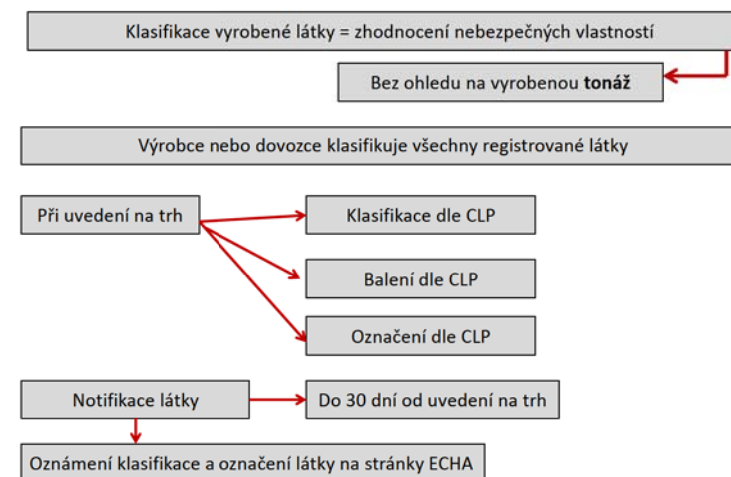 Klasifikace vyrobené látky = zhodnocení nebezpečných vlastností
Bez ohledu na vyrobenou tonáž
Výrobce nebo dovozce klasifikuje všechny registrované látky
Při uvedení na trh
Klasifikace dle CLP
Balení dle CLP
Označení dle CLP
Notifikace látky
Do 30 dní od uvedení na trh
Oznámení klasifikace a označení látky na stránky ECHA